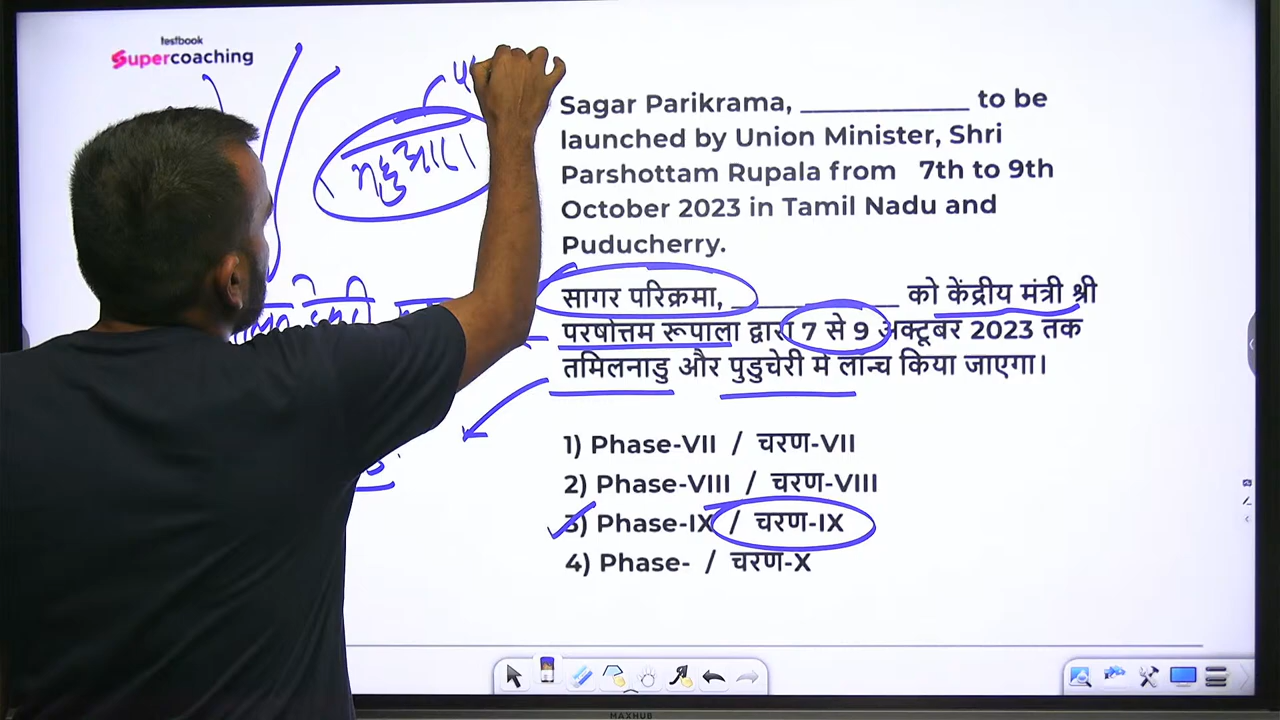 testbook
Supercoaching
मछुआरा
Sagar Parikrama, ____________ to be
launched by Union Minister, Shri
Parshottam Rupala from 7th to 9th
October 2023 in Tamil Nadu and
Puducherry.
सागर परिक्रमा, ____________ को केंद्रीय मंत्री श्री
परषोत्तम रूपाला द्वारा 7 से 9 अक्टूबर 2023 तक
तमिलनाडु और पुडुचेरी में लॉन्च किया जाएगा।
1) Phase-VII / चरण-VII
2) Phase-VIII / चरण-VIII
3) Phase-IX / चरण-IX
4) Phase- / चरण-X
MAXHUB